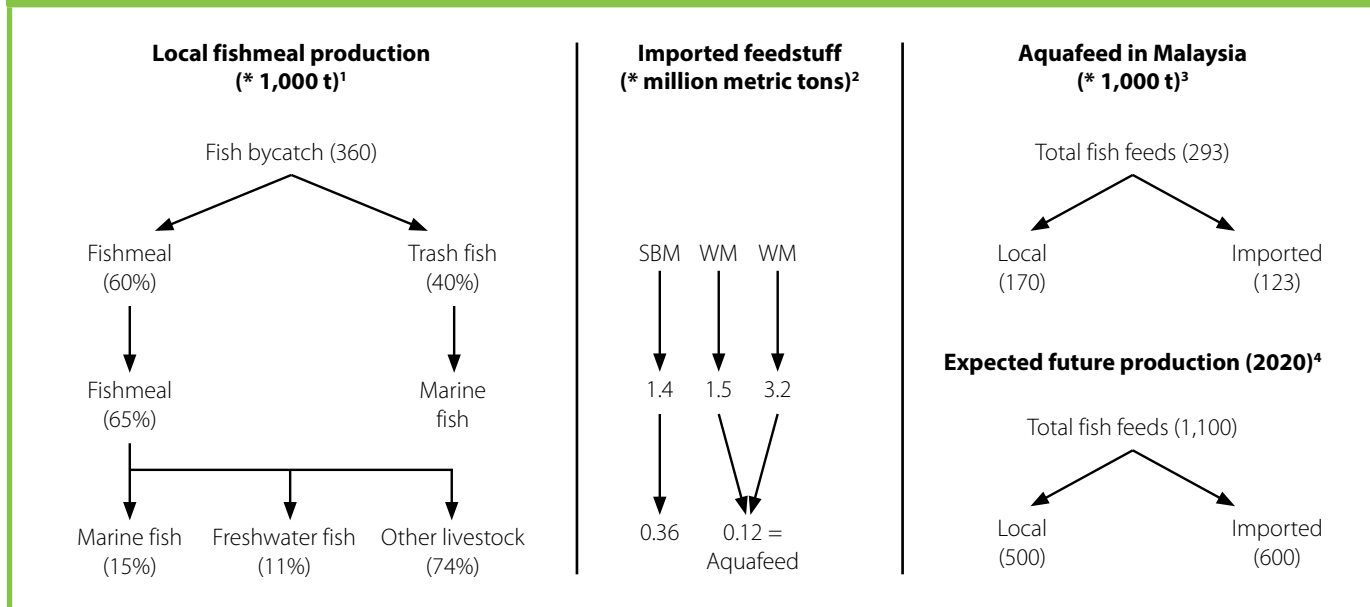 Local fishmeal production
(* 1,000 t)¹
Fish bycatch (360)
Fishmeal
(60%)
Trash fish
(40%)
Fishmeal
(65%)
Marine
fish
Marine fish
(15%)
Freshwater fish
(11%)
Other livestock
(74%)
Imported feedstuff
(* million metric tons)²
SBM WM WM
1.4 1.5 3.2
0.36 0.12 =
Aquafeed
Aquafeed in Malaysia
(* 1,000 t)³
Total fish feeds (293)
Local
(170)
Imported
(123)
Expected future production (2020)⁴
Total fish feeds (1,100)
Local
(500)
Imported
(600)